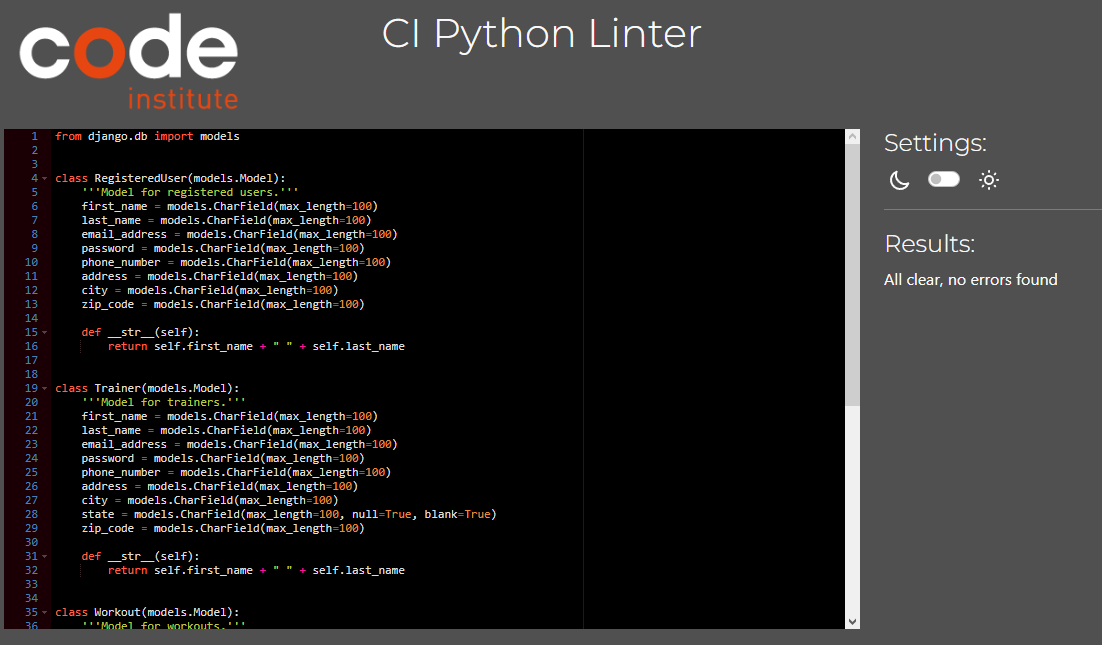 code
institute
CI Python Linter
1 from django.db import models
2
3
4 class RegisteredUser(models.Model):
5     '''Model for registered users.'''
6     first_name = models.CharField(max_length=100)
7     last_name = models.CharField(max_length=100)
8     email_address = models.CharField(max_length=100)
9     password = models.CharField(max_length=100)
10     phone_number = models.CharField(max_length=100)
11     address = models.CharField(max_length=100)
12     city = models.CharField(max_length=100)
13     zip_code = models.CharField(max_length=100)
14
15     def __str__(self):
16         return self.first_name + " " + self.last_name
17
18
19 class Trainer(models.Model):
20     '''Model for trainers.'''
21     first_name = models.CharField(max_length=100)
22     last_name = models.CharField(max_length=100)
23     email_address = models.CharField(max_length=100)
24     password = models.CharField(max_length=100)
25     phone_number = models.CharField(max_length=100)
26     address = models.CharField(max_length=100)
27     city = models.CharField(max_length=100)
28     state = models.CharField(max_length=100, null=True, blank=True)
29     zip_code = models.CharField(max_length=100)
30
31     def __str__(self):
32         return self.first_name + " " + self.last_name
33
34
35 class Workout(models.Model):
36     '''Model for workouts.'''
Settings:
Results:
All clear, no errors found